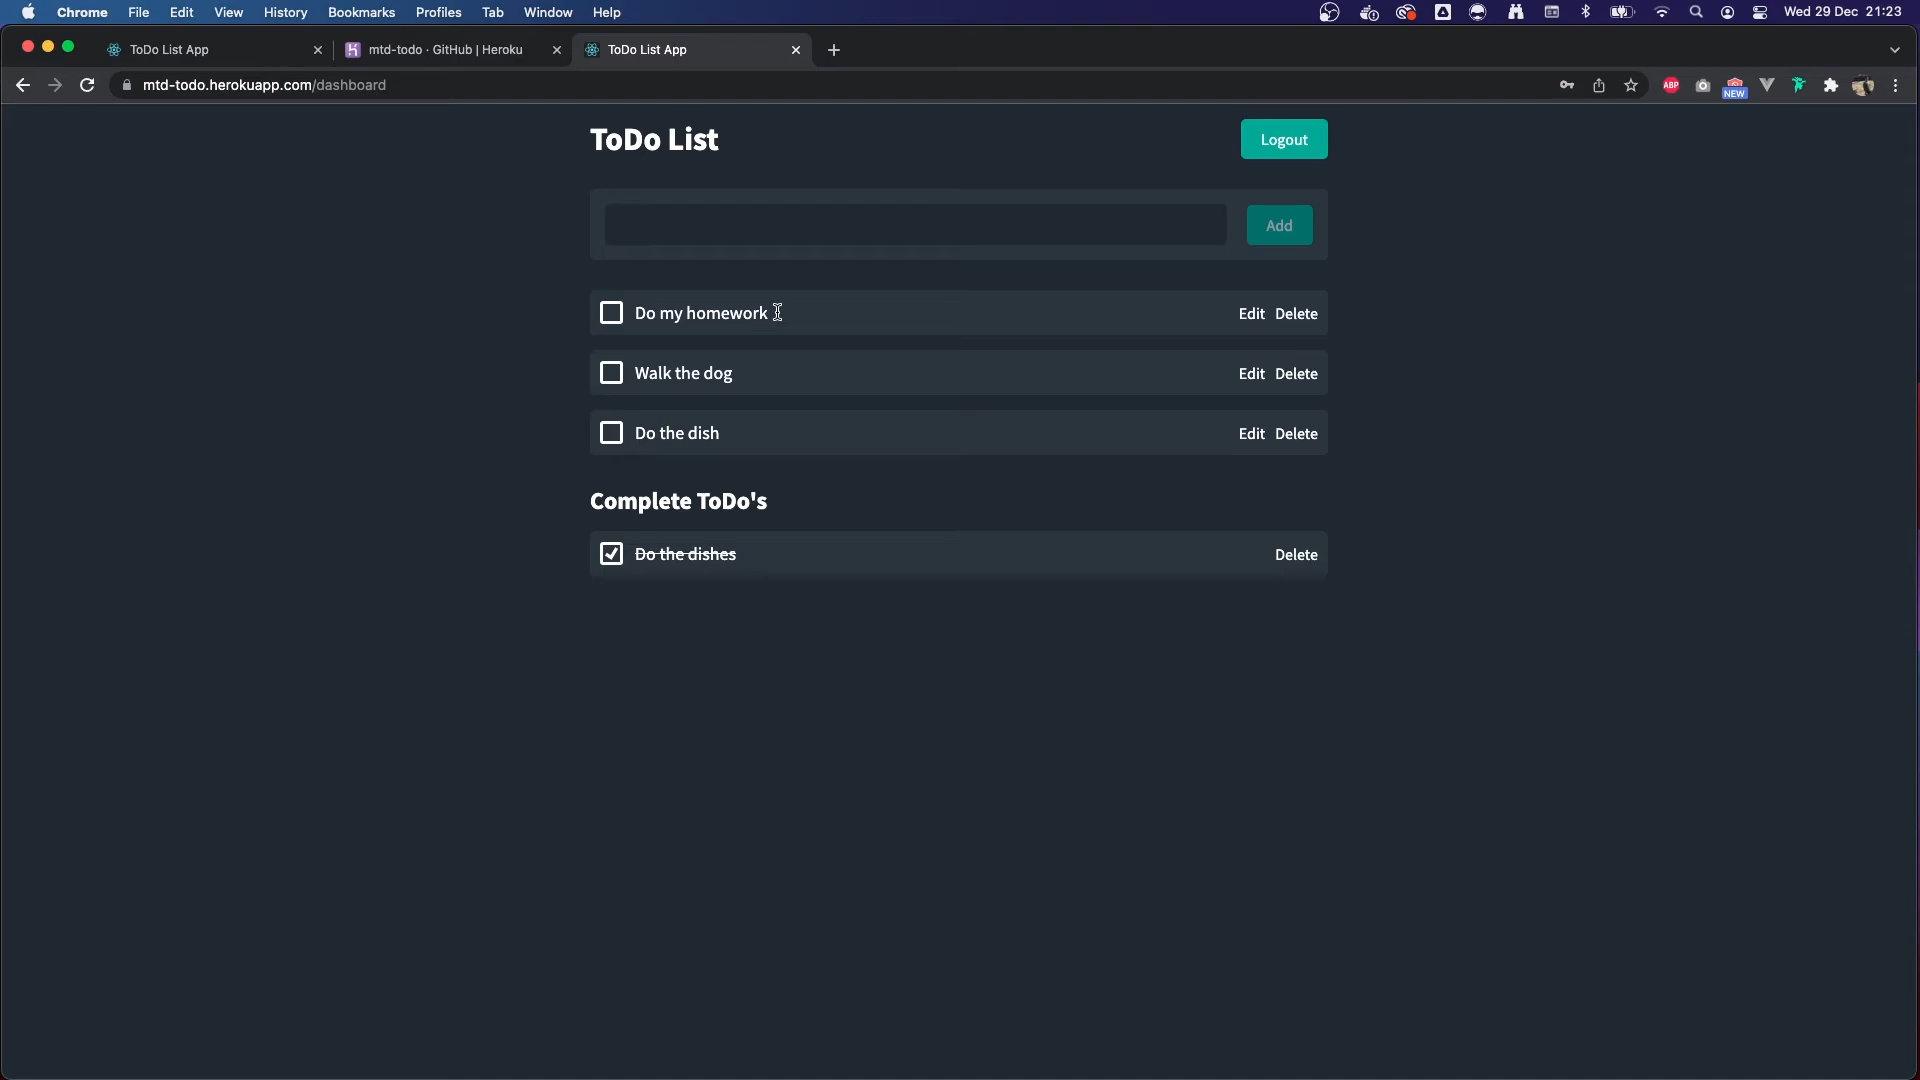 Chrome File Edit View History Bookmarks Profiles Tab Window Help Wed 29 Dec 21:23
ToDo List App mtd-todo · GitHub | Heroku ToDo List App
mtd-todo.herokuapp.com/dashboard ABP NEW
ToDo List Logout
Add
Do my homework Edit Delete
Walk the dog Edit Delete
Do the dish Edit Delete
Complete ToDo's
Do the dishes Delete